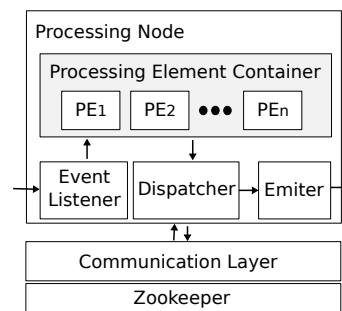 Processing Node
Processing Element Container
PE1 PE2 PEn
Event
Listener
Dispatcher
Emiter
Communication Layer
Zookeeper